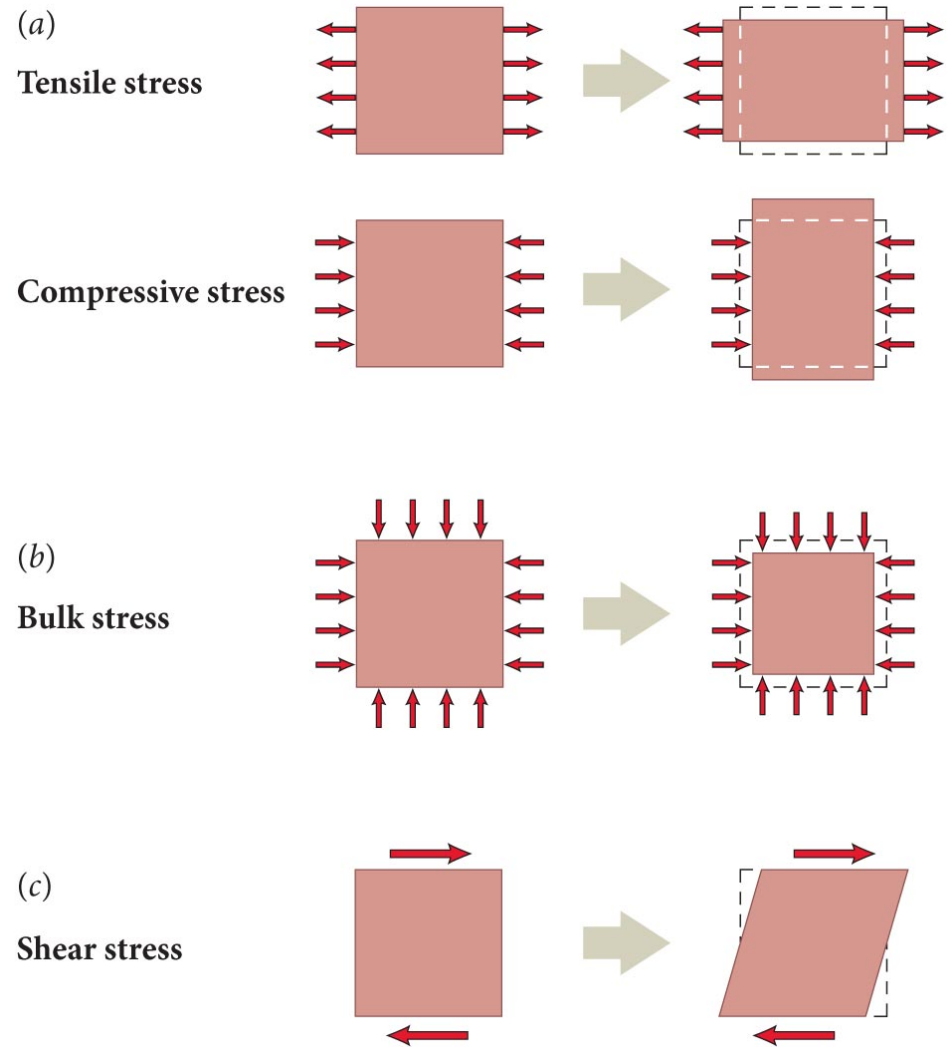 (a)
Tensile stress
Compressive stress
(b)
Bulk stress
(c)
Shear stress